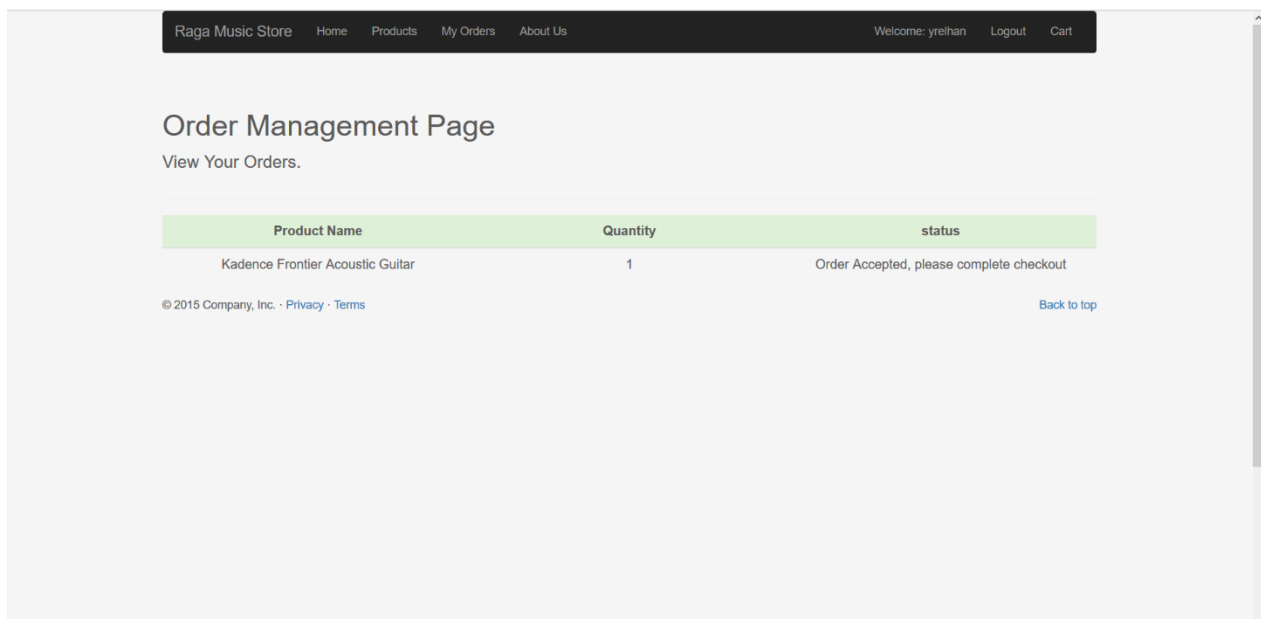 Raga Music Store Home Products My Orders About Us Welcome: yrelhan Logout Cart
Order Management Page
View Your Orders.
Product Name Quantity status
Kadence Frontier Acoustic Guitar 1 Order Accepted, please complete checkout
© 2015 Company, Inc. · Privacy · Terms Back to top